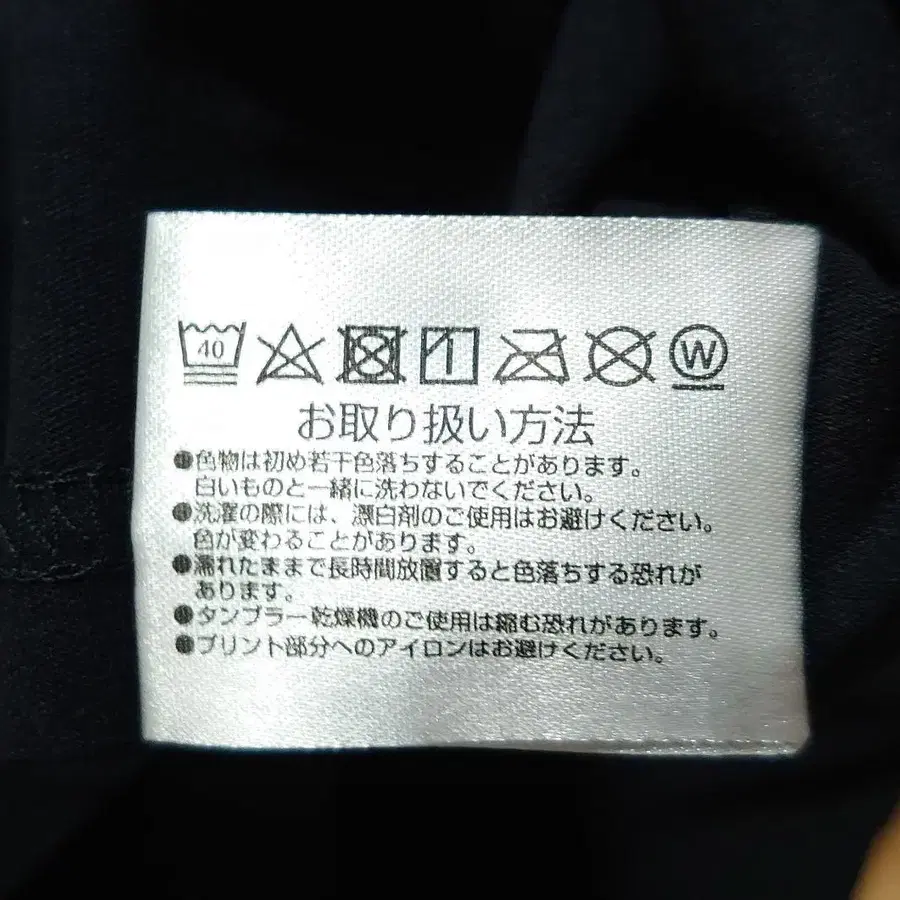 40 W
お取り扱い方法
●色物は初め若干色落ちすることがあります。
白いものと一緒に洗わないでください。
●洗濯の際には、漂白剤のご使用はお避けください。
色が変わることがあります。
●濡れたままで長時間放置すると色落ちする恐れが
あります。
●タンブラー乾燥機のご使用は縮む恐れがあります。
●プリント部分へのアイロンはお避けください。